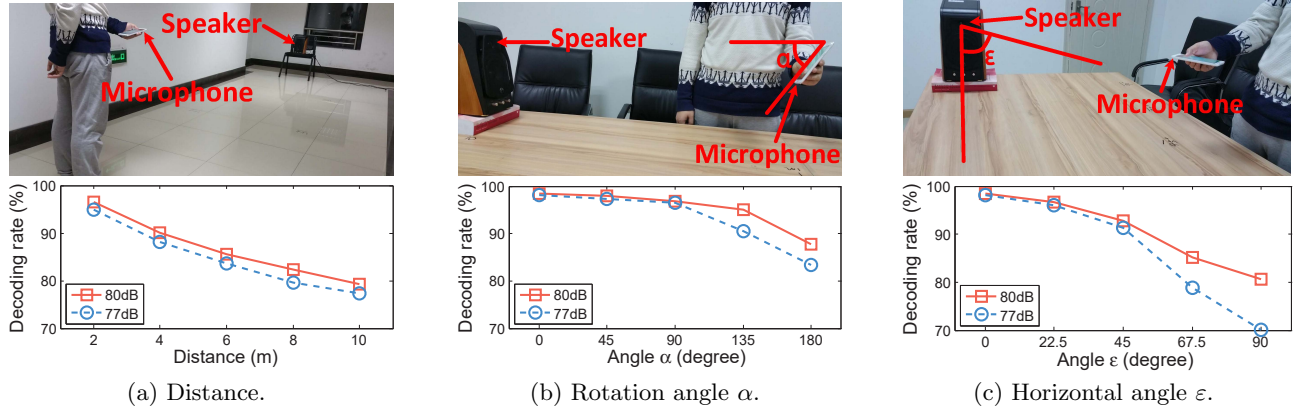 Speaker
Microphone
100
90
80
70
Decoding rate (%)
80dB
77dB
2 4 6 8 10
Distance (m)
(a) Distance.
Speaker
α
Microphone
100
90
80
70
Decoding rate (%)
80dB
77dB
0 45 90 135 180
Angle α (degree)
(b) Rotation angle α.
Speaker
ε
Microphone
100
90
80
70
Decoding rate (%)
80dB
77dB
0 22.5 45 67.5 90
Angle ε (degree)
(c) Horizontal angle ε.